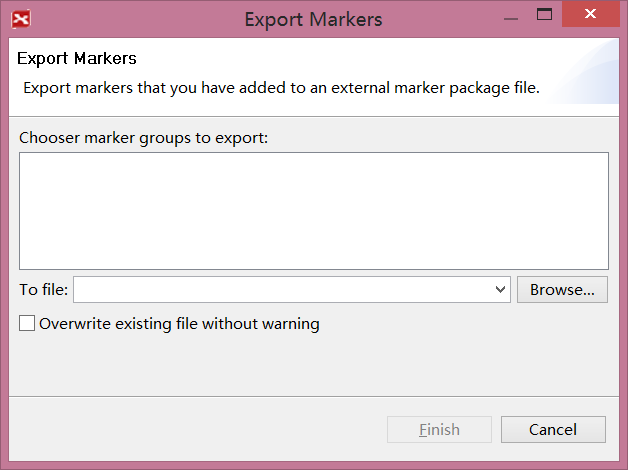 Export Markers
Export Markers
Export markers that you have added to an external marker package file.
Chooser marker groups to export:
To file:
Browse...
Overwrite existing file without warning
Finish
Cancel